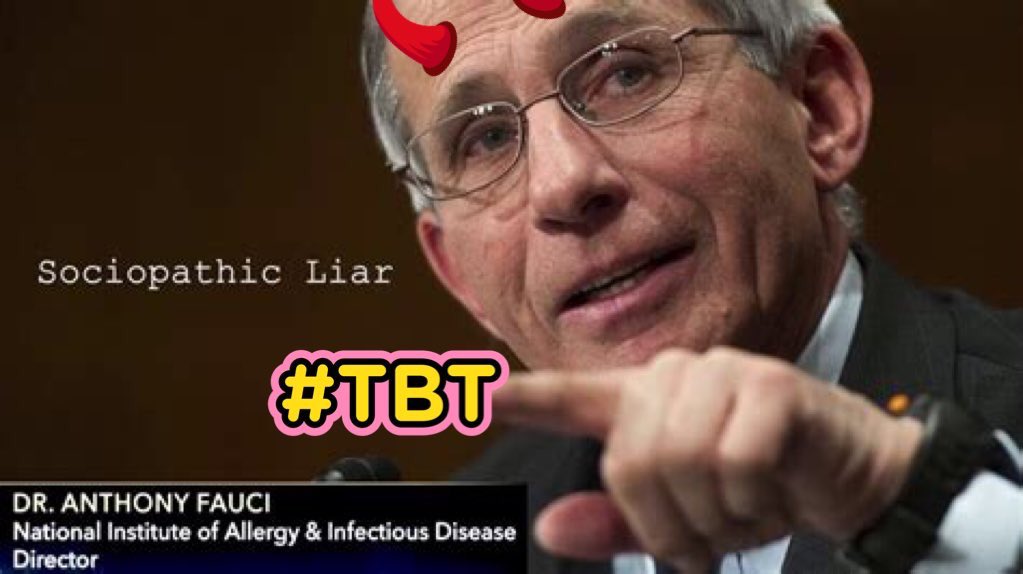 Sociopathic Liar
#TBT
DR. ANTHONY FAUCI
National Institute of Allergy & Infectious Disease
Director